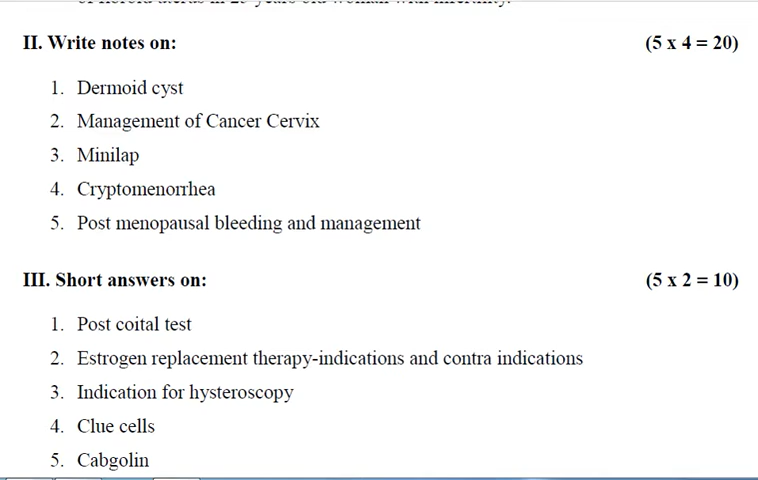 II. Write notes on: (5 x 4 = 20)
1. Dermoid cyst
2. Management of Cancer Cervix
3. Minilap
4. Cryptomenorrhea
5. Post menopausal bleeding and management
III. Short answers on: (5 x 2 = 10)
1. Post coital test
2. Estrogen replacement therapy-indications and contra indications
3. Indication for hysteroscopy
4. Clue cells
5. Cabgolin